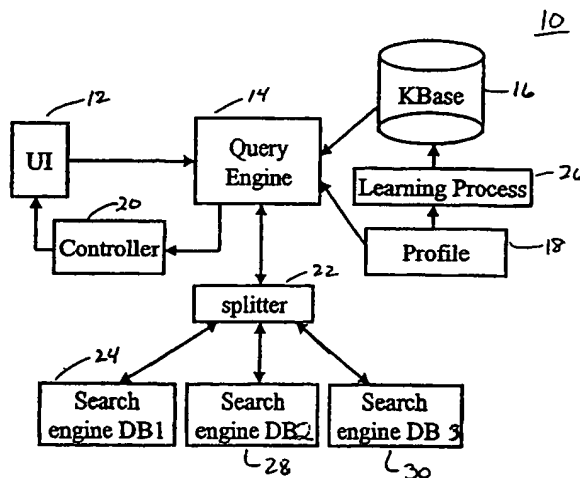 10
12
14
KBase
16
UI
Query
Engine
Learning Process
26
20
Controller
Profile
18
22
splitter
24
Search
engine DB1
Search
engine DB2
Search
engine DB 3
28
30